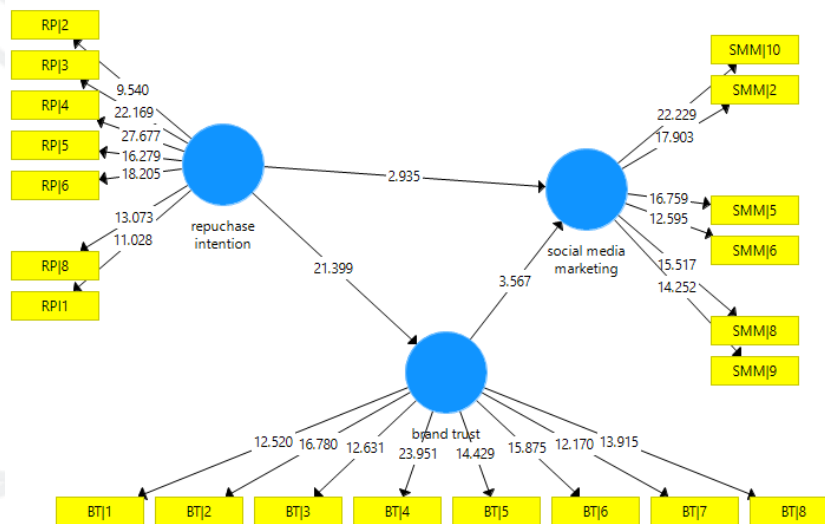 RP|2
RP|3
RP|4
RP|5
RP|6
RP|8
RPI1
9.540
22.169
27.677
16.279
18.205
13.073
11.028
repuchase
intention
2.935
21.399
3.567
SMM|10
SMM|2
SMM|5
SMM|6
SMM|8
SMM|9
22.229
17.903
16.759
12.595
15.517
14.252
social media
marketing
brand trust
12.520
16.780
12.631
23.951
14.429
15.875
12.170
13.915
BT|1
BT|2
BT|3
BT|4
BT|5
BT|6
BT|7
BT|8